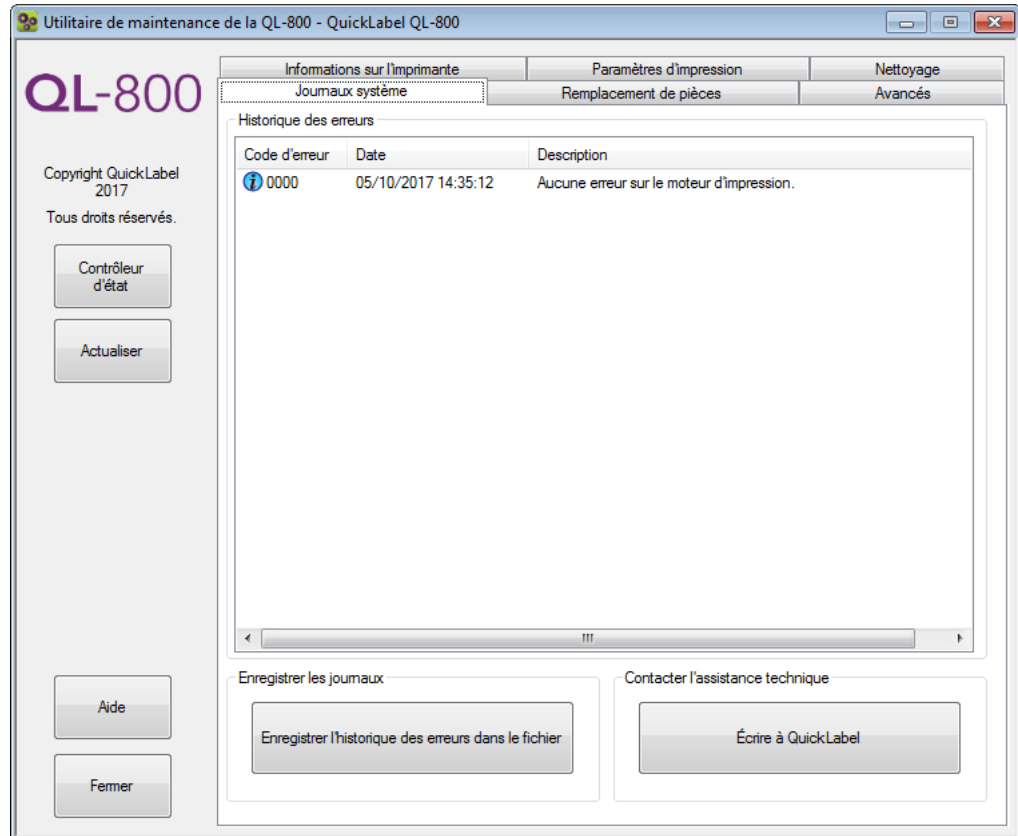 Utilitaire de maintenance de la QL-800 - QuickLabel QL-800
QL-800
Copyright QuickLabel
2017
Tous droits réservés.
Contrôleur
d'état
Actualiser
Aide
Fermer
Informations sur l'imprimante
Paramètres d'impression
Nettoyage
Journaux système
Remplacement de pièces
Avancés
Historique des erreurs
Code d'erreur Date Description
0000 05/10/2017 14:35:12 Aucune erreur sur le moteur d'impression.
Enregistrer les journaux
Enregistrer l'historique des erreurs dans le fichier
Contacter l'assistance technique
Écrire à QuickLabel